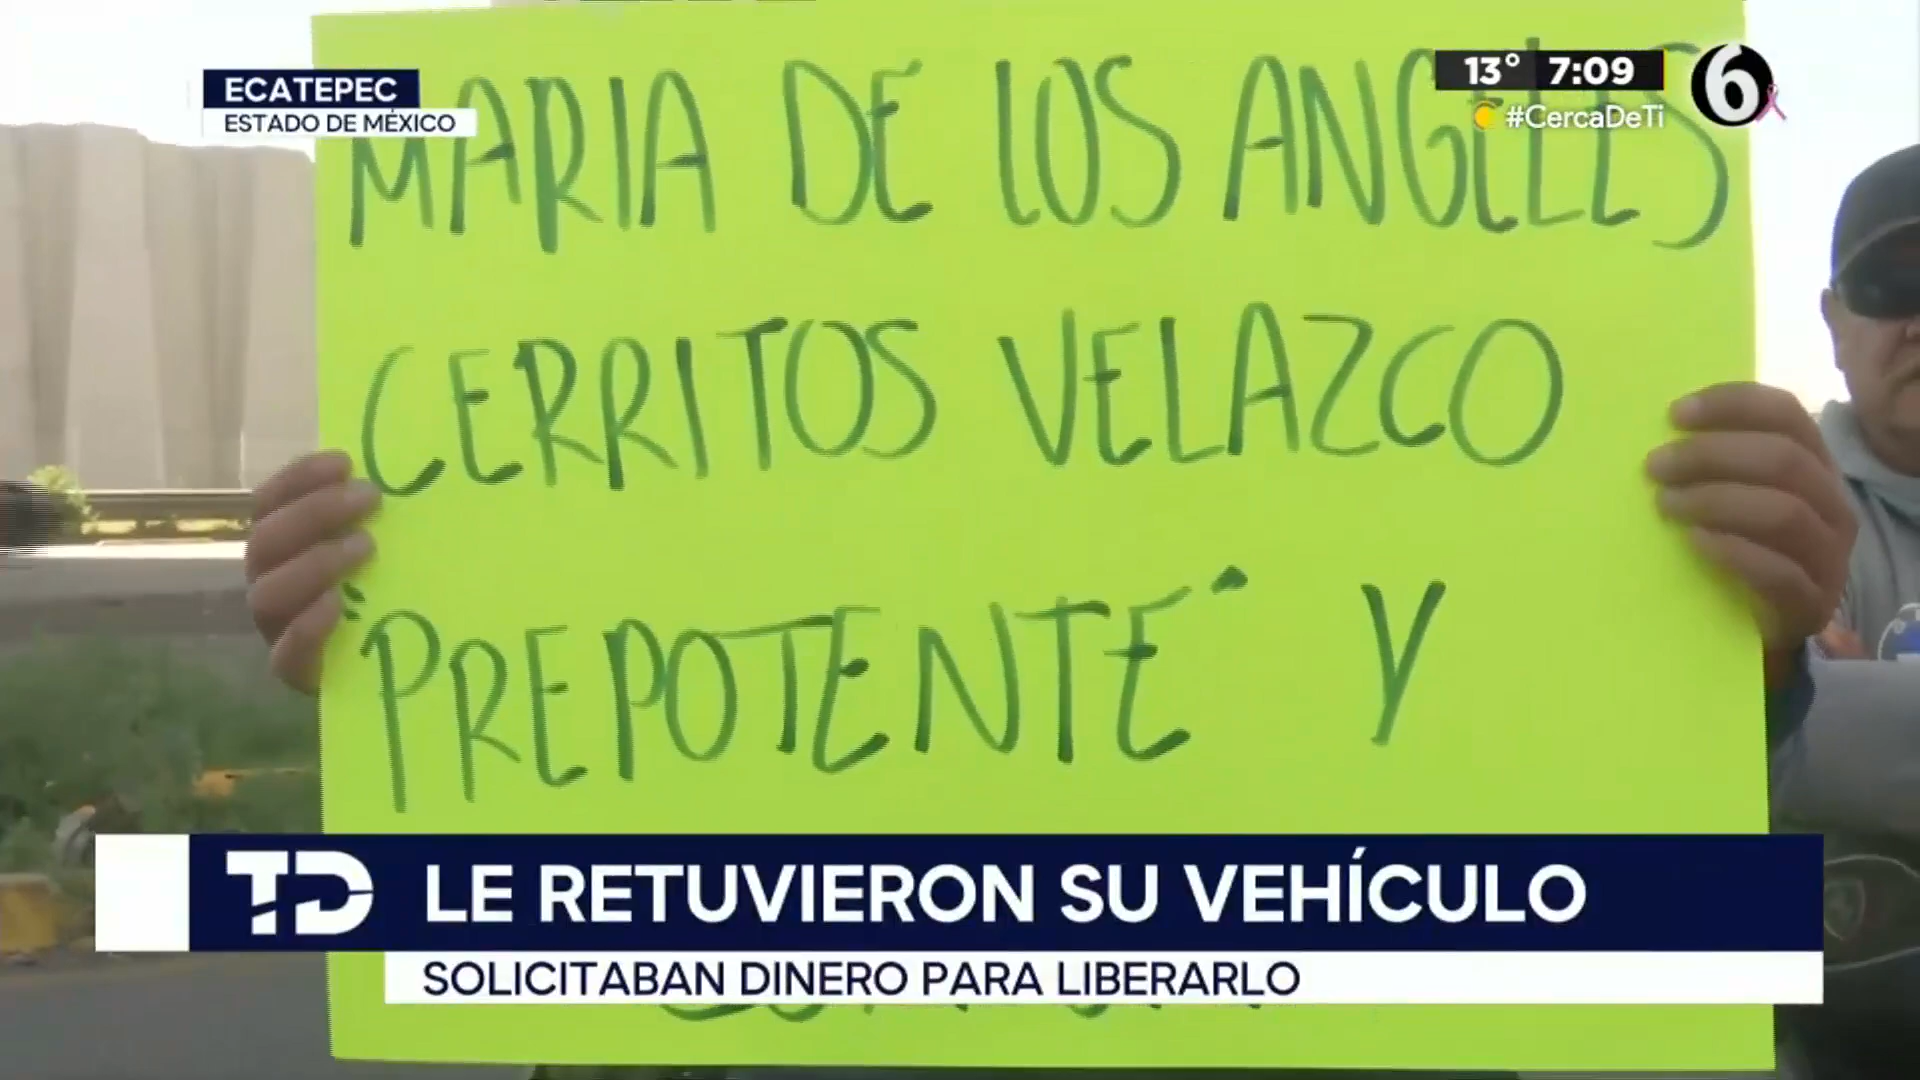 ECATEPEC
ESTADO DE MÉXICO
13° 7:09
6
#CercaDeTi
MARIA DE LOS ANGELES
CERRITOS VELAZCO
"PREPOTENTE" Y
TD LE RETUVIERON SU VEHÍCULO
SOLICITABAN DINERO PARA LIBERARLO